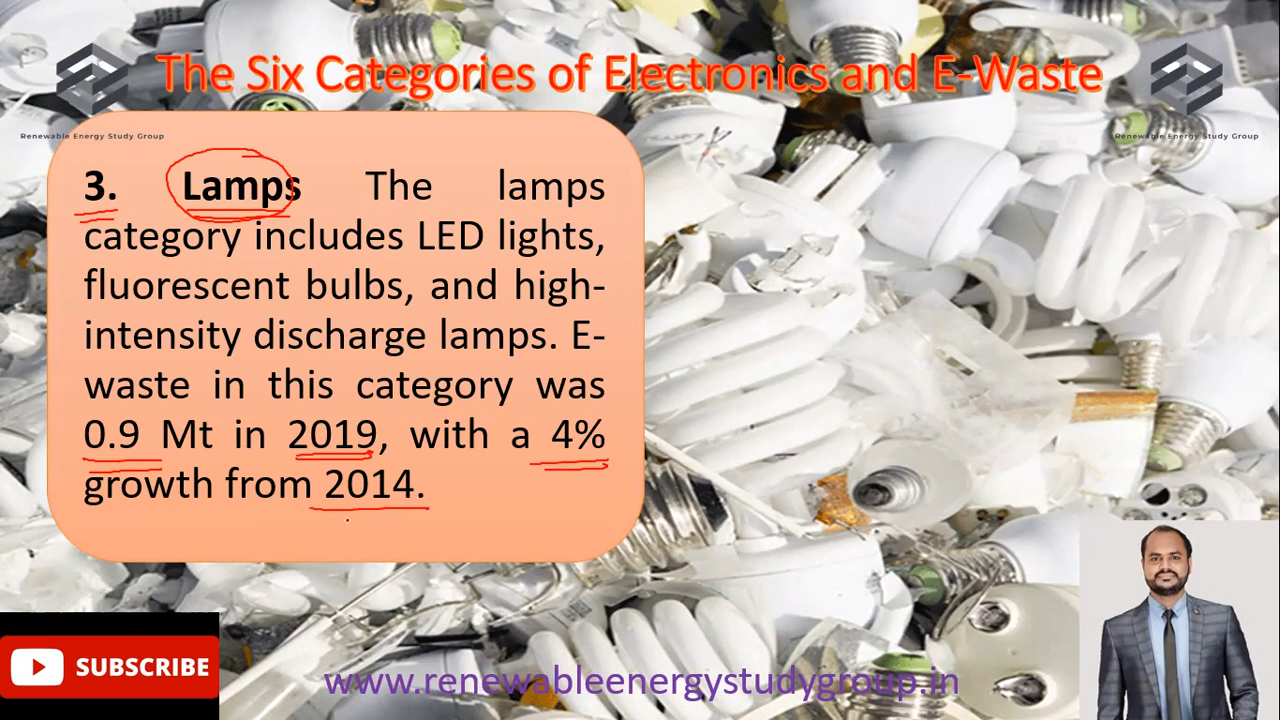 The Six Categories of Electronics and E-Waste
Renewable Energy Study Group
Renewable Energy Study Group
3. Lamps The lamps
category includes LED lights,
fluorescent bulbs, and high-
intensity discharge lamps. E-
waste in this category was
0.9 Mt in 2019, with a 4%
growth from 2014.
SUBSCRIBE
www.renewableenergystudygroup.in